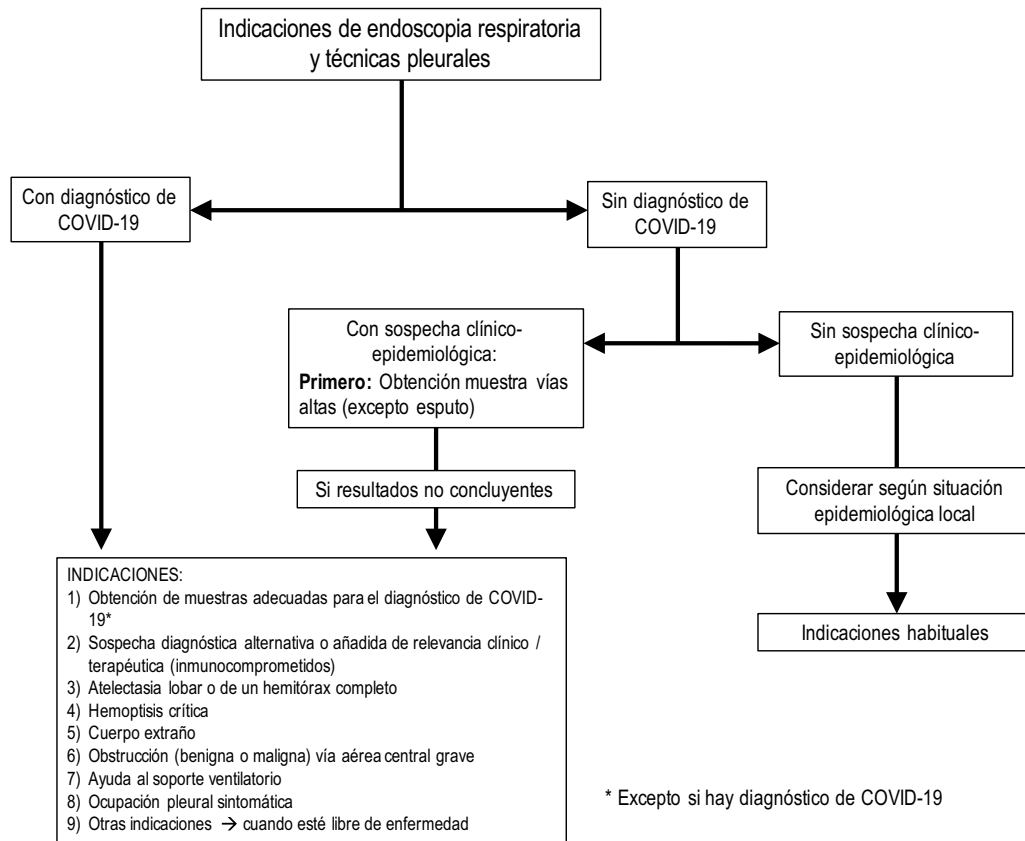 Indicaciones de endoscopia respiratoria
y técnicas pleurales
Con diagnóstico de
COVID-19
Sin diagnóstico de
COVID-19
Con sospecha clínico-
epidemiológica:
Primero: Obtención muestra vías
altas (excepto esputo)
Sin sospecha clínico-
epidemiológica
Si resultados no concluyentes
Considerar según situación
epidemiológica local
Indicaciones habituales
INDICACIONES:
1) Obtención de muestras adecuadas para el diagnóstico de COVID-
19*
2) Sospecha diagnóstica alternativa o añadida de relevancia clínico /
terapéutica (inmunocomprometidos)
3) Atelectasia lobar o de un hemitórax completo
4) Hemoptisis crítica
5) Cuerpo extraño
6) Obstrucción (benigna o maligna) vía aérea central grave
7) Ayuda al soporte ventilatorio
8) Ocupación pleural sintomática
9) Otras indicaciones → cuando esté libre de enfermedad
* Excepto si hay diagnóstico de COVID-19